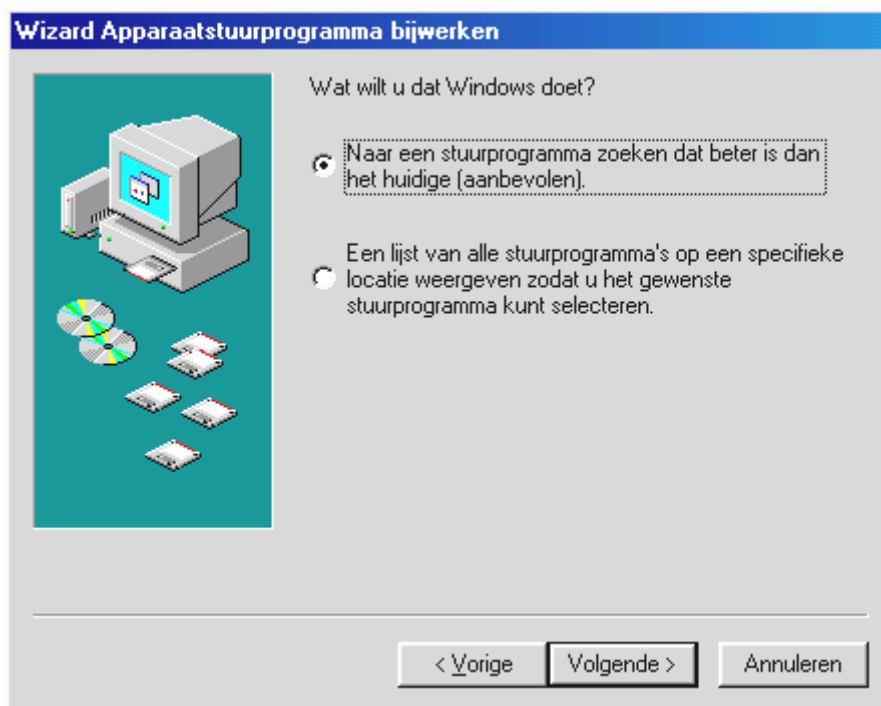 Wizard Apparaatstuurprogramma bijwerken
Wat wilt u dat Windows doet?
Naar een stuurprogramma zoeken dat beter is dan
het huidige (aanbevolen).
Een lijst van alle stuurprogramma's op een specifieke
locatie weergeven zodat u het gewenste
stuurprogramma kunt selecteren.
< Vorige
Volgende >
Annuleren